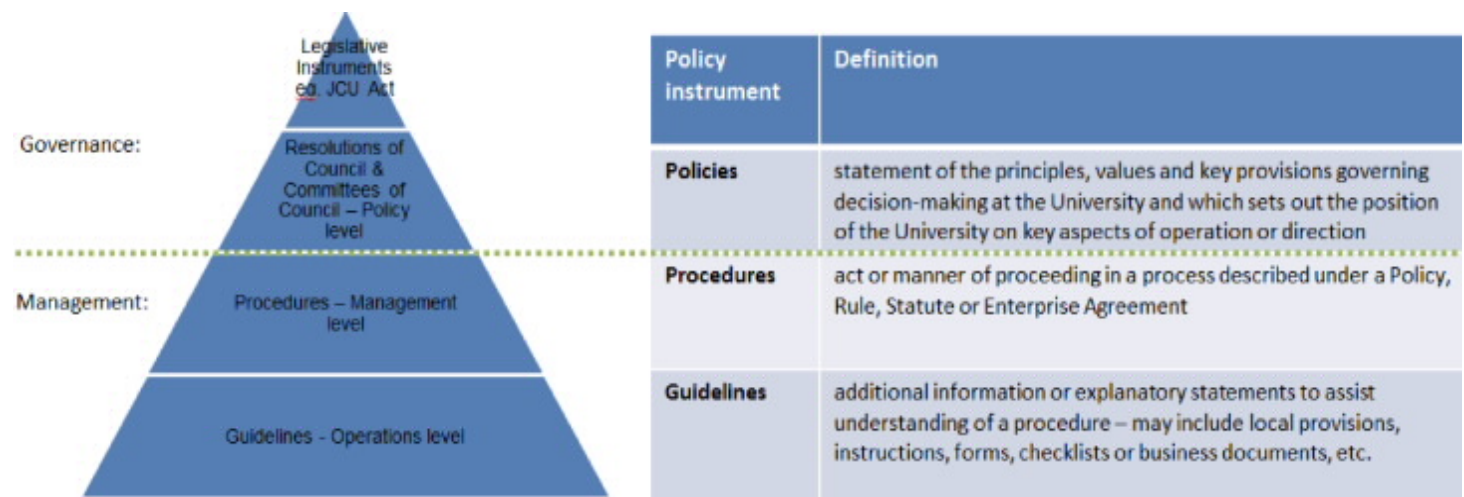 Legislative
Instruments
eg. JCU Act
Governance:
Resolutions of
Council &
Committees of
Council – Policy
level
Management:
Procedures – Management
level
Guidelines - Operations level
Policy
instrument
Definition
Policies
statement of the principles, values and key provisions governing
decision-making at the University and which sets out the position
of the University on key aspects of operation or direction
Procedures
act or manner of proceeding in a process described under a Policy,
Rule, Statute or Enterprise Agreement
Guidelines
additional information or explanatory statements to assist
understanding of a procedure – may include local provisions,
instructions, forms, checklists or business documents, etc.